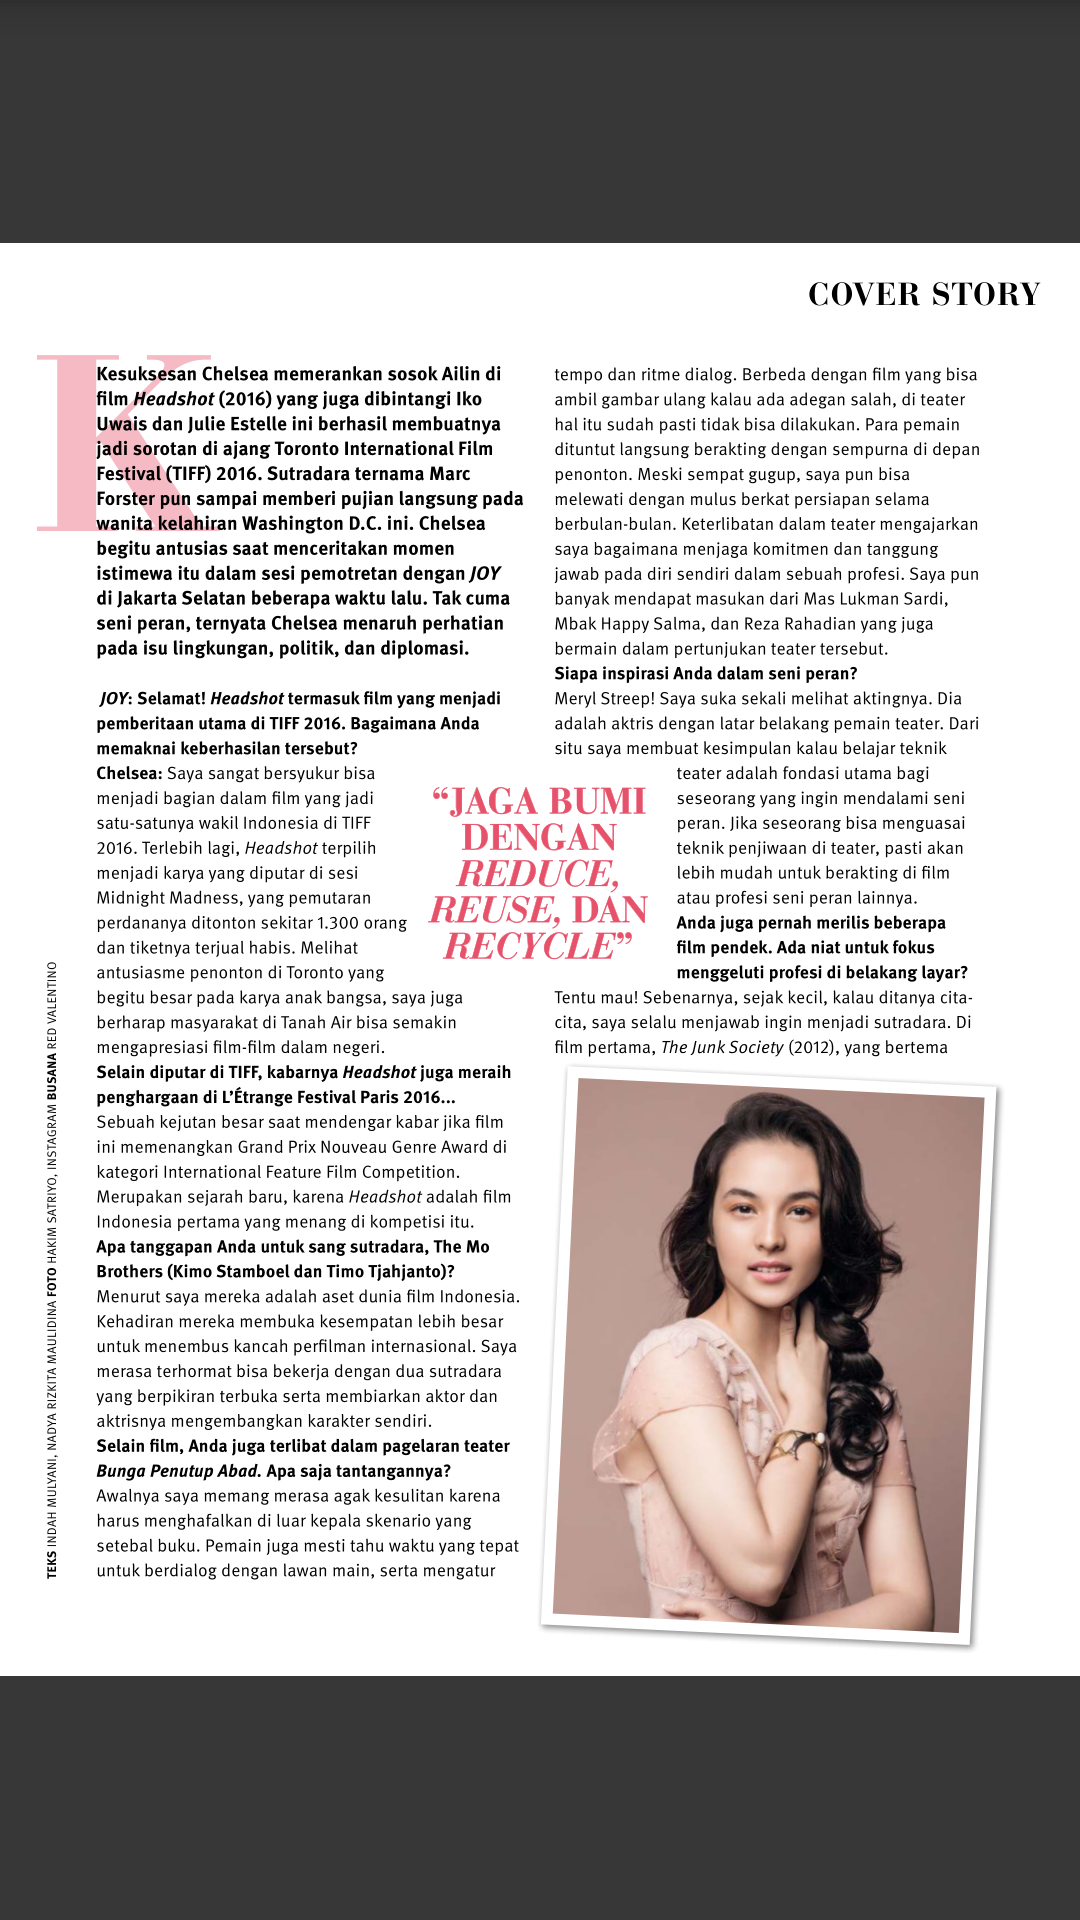 COVER STORY
Kesuksesan Chelsea memerankan sosok Ailin di
film Headshot (2016) yang juga dibintangi Iko
Uwais dan Julie Estelle ini berhasil membuatnya
jadi sorotan di ajang Toronto International Film
Festival (TIFF) 2016. Sutradara ternama Marc
Forster pun sampai memberi pujian langsung pada
wanita kelahiran Washington D.C. ini. Chelsea
begitu antusias saat menceritakan momen
istimewa itu dalam sesi pemotretan dengan JOY
di Jakarta Selatan beberapa waktu lalu. Tak cuma
seni peran, ternyata Chelsea menaruh perhatian
pada isu lingkungan, politik, dan diplomasi.
JOY: Selamat! Headshot termasuk film yang menjadi
pemberitaan utama di TIFF 2016. Bagaimana Anda
memaknai keberhasilan tersebut?
Chelsea: Saya sangat bersyukur bisa
menjadi bagian dalam film yang jadi
satu-satunya wakil Indonesia di TIFF
2016. Terlebih lagi, Headshot terpilih
menjadi karya yang diputar di sesi
Midnight Madness, yang pemutaran
perdananya ditonton sekitar 1.300 orang
dan tiketnya terjual habis. Melihat
antusiasme penonton di Toronto yang
begitu besar pada karya anak bangsa, saya juga
berharap masyarakat di Tanah Air bisa semakin
mengapresiasi film-film dalam negeri.
Selain diputar di TIFF, kabarnya Headshot juga meraih
penghargaan di L’Étrange Festival Paris 2016...
Sebuah kejutan besar saat mendengar kabar jika film
ini memenangkan Grand Prix Nouveau Genre Award di
kategori International Feature Film Competition.
Merupakan sejarah baru, karena Headshot adalah film
Indonesia pertama yang menang di kompetisi itu.
Apa tanggapan Anda untuk sang sutradara, The Mo
Brothers (Kimo Stamboel dan Timo Tjahjanto)?
Menurut saya mereka adalah aset dunia film Indonesia.
Kehadiran mereka membuka kesempatan lebih besar
untuk menembus kancah perfilman internasional. Saya
merasa terhormat bisa bekerja dengan dua sutradara
yang berpikiran terbuka serta membiarkan aktor dan
aktrisnya mengembangkan karakter sendiri.
Selain film, Anda juga terlibat dalam pagelaran teater
Bunga Penutup Abad. Apa saja tantangannya?
Awalnya saya memang merasa agak kesulitan karena
harus menghafalkan di luar kepala skenario yang
setebal buku. Pemain juga mesti tahu waktu yang tepat
untuk berdialog dengan lawan main, serta mengatur
tempo dan ritme dialog. Berbeda dengan film yang bisa
ambil gambar ulang kalau ada adegan salah, di teater
hal itu sudah pasti tidak bisa dilakukan. Para pemain
dituntut langsung berakting dengan sempurna di depan
penonton. Meski sempat gugup, saya pun bisa
melewati dengan mulus berkat persiapan selama
berbulan-bulan. Keterlibatan dalam teater mengajarkan
saya bagaimana menjaga komitmen dan tanggung
jawab pada diri sendiri dalam sebuah profesi. Saya pun
banyak mendapat masukan dari Mas Lukman Sardi,
Mbak Happy Salma, dan Reza Rahadian yang juga
bermain dalam pertunjukan teater tersebut.
Siapa inspirasi Anda dalam seni peran?
Meryl Streep! Saya suka sekali melihat aktingnya. Dia
adalah aktris dengan latar belakang pemain teater. Dari
situ saya membuat kesimpulan kalau belajar teknik
teater adalah fondasi utama bagi
seseorang yang ingin mendalami seni
peran. Jika seseorang bisa menguasai
teknik penjiwaan di teater, pasti akan
lebih mudah untuk berakting di film
atau profesi seni peran lainnya.
Anda juga pernah merilis beberapa
film pendek. Ada niat untuk fokus
menggeluti profesi di belakang layar?
Tentu mau! Sebenarnya, sejak kecil, kalau ditanya cita-
cita, saya selalu menjawab ingin menjadi sutradara. Di
film pertama, The Junk Society (2012), yang bertema
“JAGA BUMI
DENGAN
REDUCE,
REUSE, DAN
RECYCLE”
TEKS INDAH MULYANI, NADYA RIZKITA MAULIDINA FOTO HAKIM SATRIYO, INSTAGRAM BUSANA RED VALENTINO